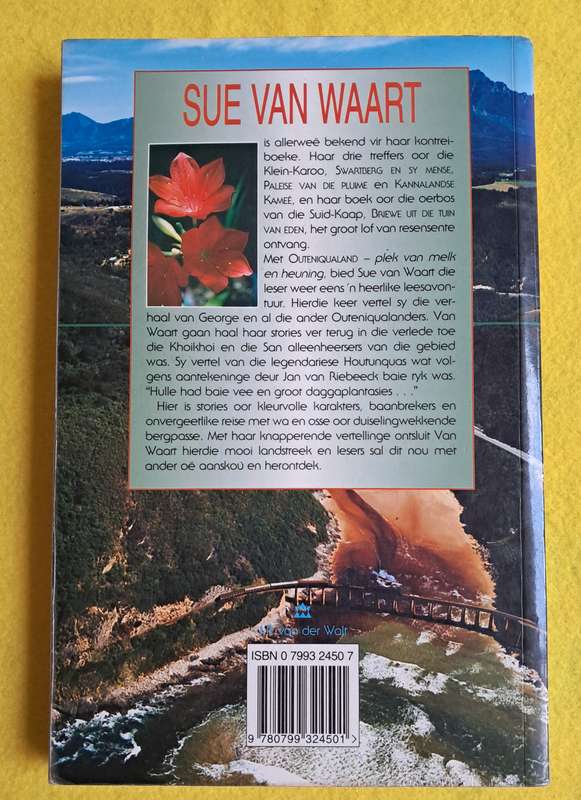 SUE VAN WAART
is allerweë bekend vir haar kontrei-
boeke. Haar drie treffers oor die
Klein-Karoo, SWARTBERG EN SY MENSE,
PALEISE VAN DIE PLUIME en KANNALANDSE
KAMEË, en haar boek oor die oerbos
van die Suid-Kaap, BRIEWE UIT DIE TUIN
VAN EDEN, het groot lof van resensente
ontvang.
Met OUTENIQUALAND – plek van melk
en heuning, bied Sue van Waart die
leser weer eens 'n heerlike leesavon-
tuur. Hierdie keer vertel sy die ver-
haal van George en al die ander Outeniqualanders. Van
Waart gaan haal haar stories ver terug in die verlede toe
die Khoikhoi en die San alleenheersers van die gebied
was. Sy vertel van die legendariese Houtunquas wat vol-
gens aantekeninge deur Jan van Riebeeck baie ryk was.
"Hulle had baie vee en groot daggaplantasies . . ."
Hier is stories oor kleurvolle karakters, baanbrekers en
onvergeetlike reise met wa en osse oor duiselingwekkende
bergpasse. Met haar knapperende vertellinge ontsluit Van
Waart hierdie mooi landstreek en lesers sal dit nou met
ander oë aanskou en herontdek.
van der Walt
ISBN 0 7993 2450 7
9 780799 324501 >